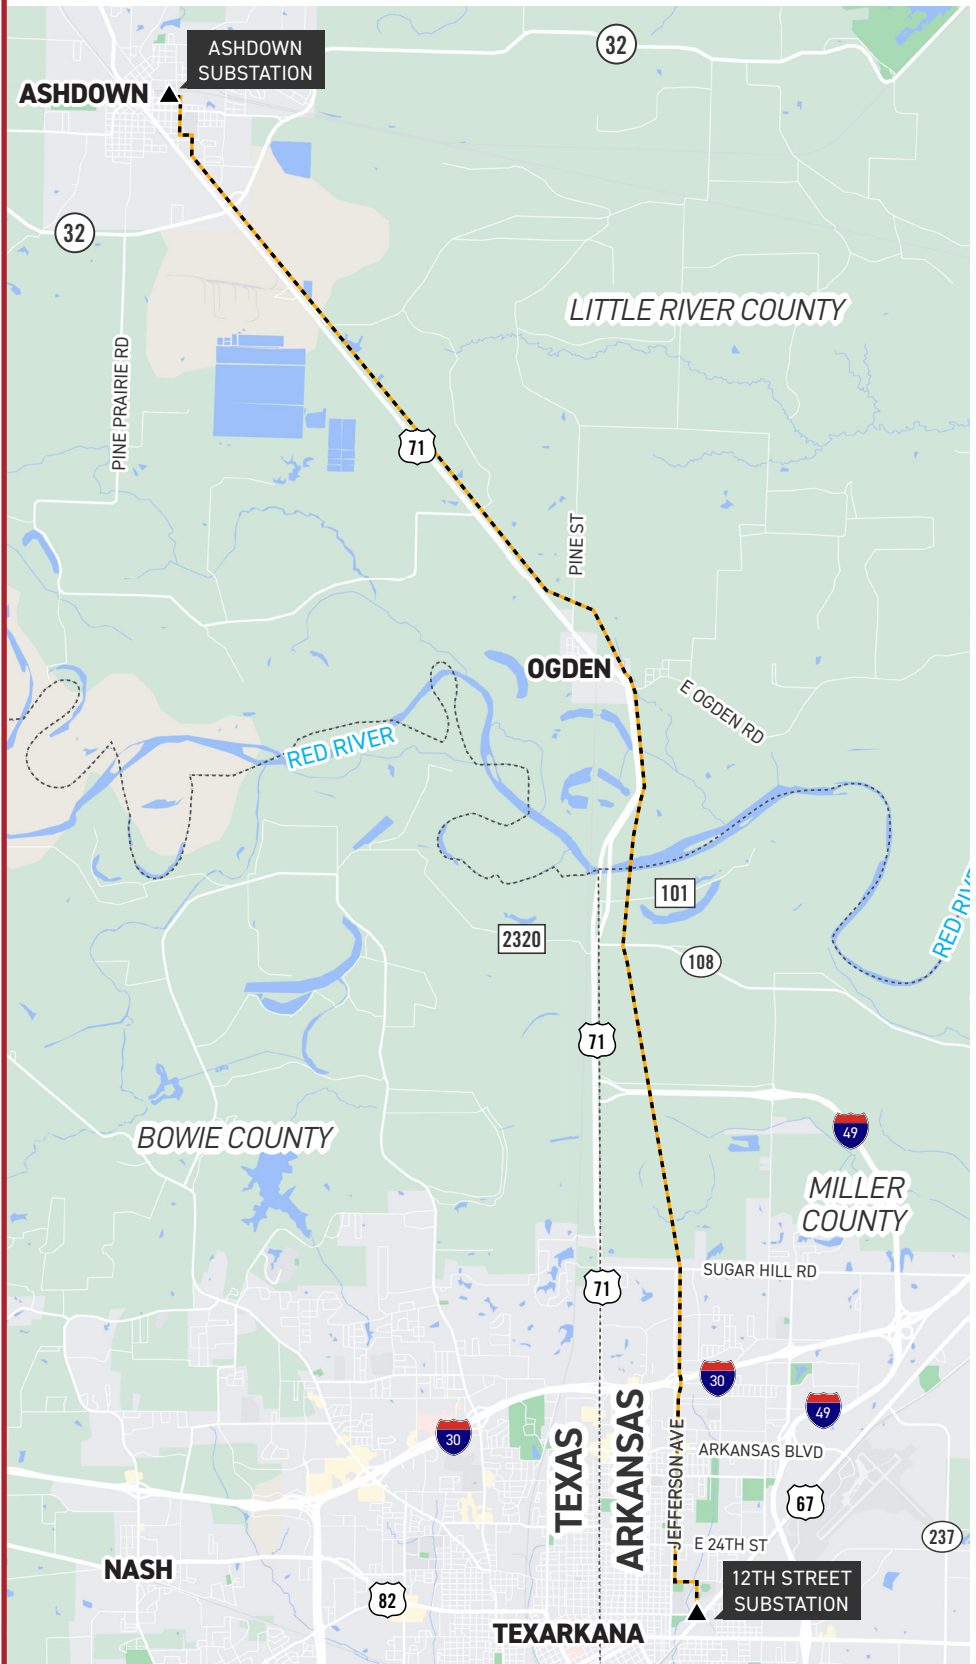 ASHDOWN
SUBSTATION
32
ASHDOWN
32
LITTLE RIVER COUNTY
PINE PRAIRIE RD
71
PINE ST
OGDEN
E OGDEN RD
RED RIVER
101
RED RIVE
2320
108
71
49
BOWIE COUNTY
MILLER
COUNTY
SUGAR HILL RD
71
30
49
30
TEXAS
ARKANSAS
JEFFERSON AVE
ARKANSAS BLVD
67
E 24TH ST
237
NASH
12TH STREET
SUBSTATION
82
TEXARKANA